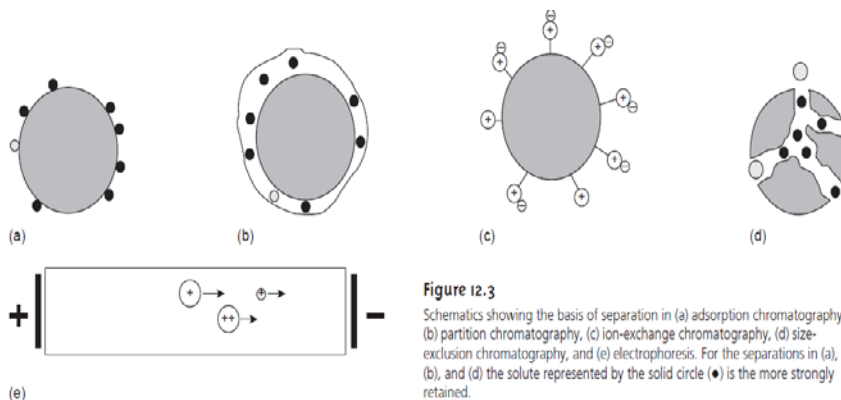 (a)
(b)
(c)
(d)
(e)
Figure 12.3
Schematics showing the basis of separation in (a) adsorption chromatography
(b) partition chromatography, (c) ion-exchange chromatography, (d) size-
exclusion chromatography, and (e) electrophoresis. For the separations in (a),
(b), and (d) the solute represented by the solid circle (●) is the more strongly
retained.